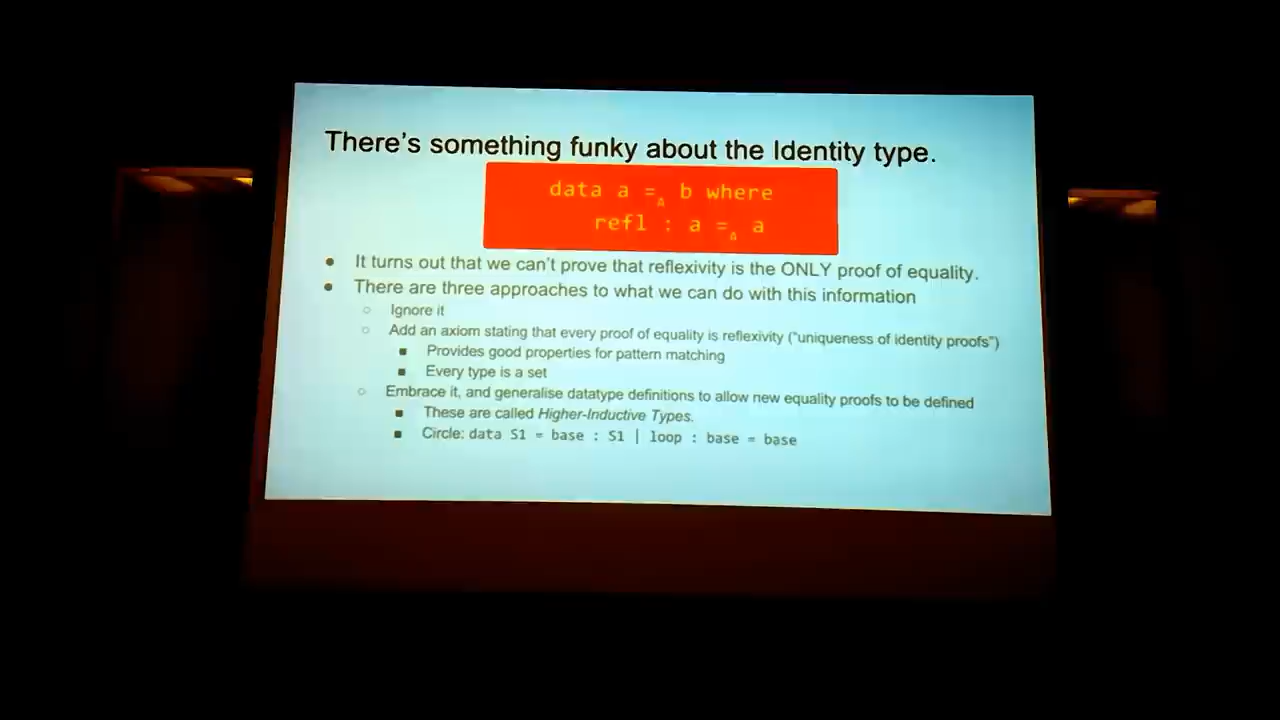 There's something funky about the Identity type.
data a =A b where
refl : a =A a
● It turns out that we can't prove that reflexivity is the ONLY proof of equality.
● There are three approaches to what we can do with this information
○ Ignore it
○ Add an axiom stating that every proof of equality is reflexivity ("uniqueness of identity proofs")
■ Provides good properties for pattern matching
■ Every type is a set
○ Embrace it, and generalise datatype definitions to allow new equality proofs to be defined
■ These are called Higher-Inductive Types.
■ Circle: data S1 = base : S1 | loop : base = base